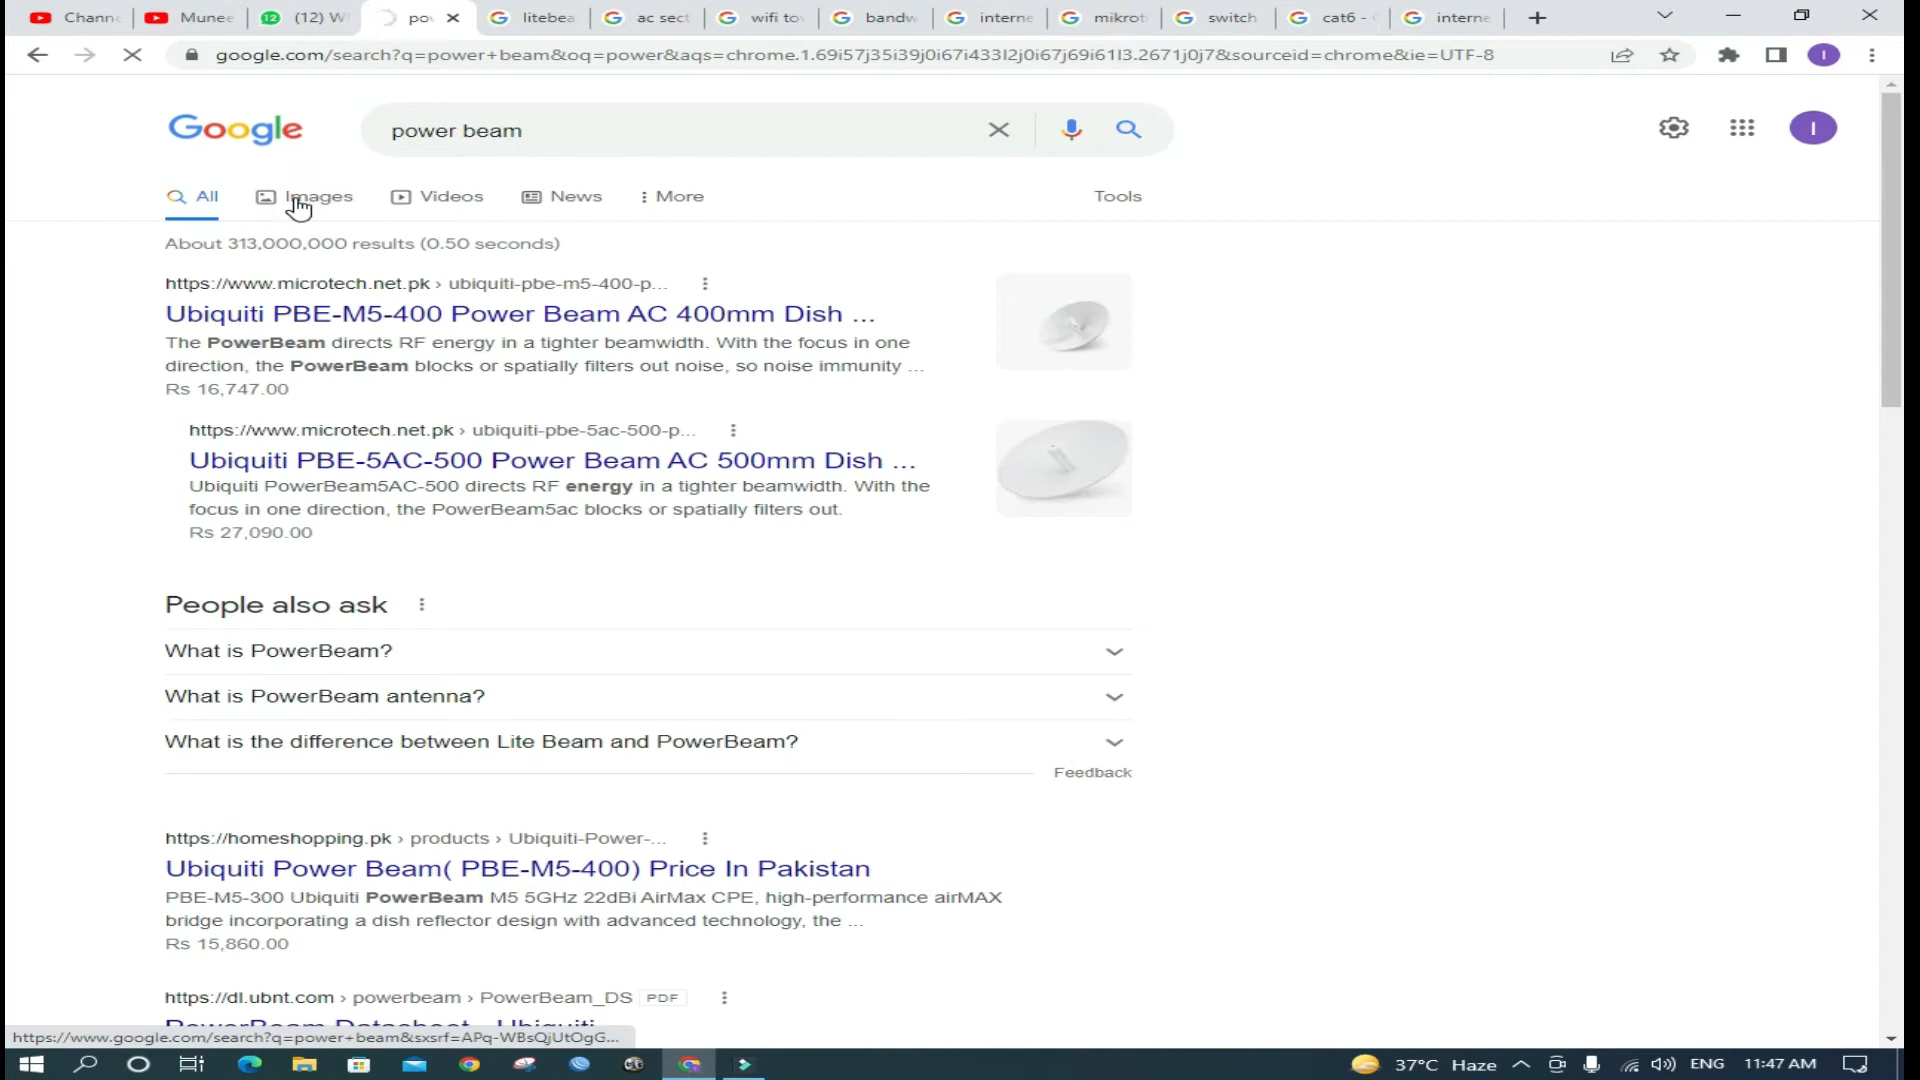 Chann
Munee
(12) W
po
litebea
ac sect
wifi to
bandw
interne
mikrot
switch
cat6 -
interne
google.com/search?q=power+beam&oq=power&aqs=chrome.1.69i57j35i39j0i67i433l2j0i67j69i61l3.2671j0j7&sourceid=chrome&ie=UTF-8
Google
power beam
All
Images
Videos
News
More
Tools
About 313,000,000 results (0.50 seconds)
https://www.microtech.net.pk › ubiquiti-pbe-m5-400-p...
Ubiquiti PBE-M5-400 Power Beam AC 400mm Dish ...
The PowerBeam directs RF energy in a tighter beamwidth. With the focus in one
direction, the PowerBeam blocks or spatially filters out noise, so noise immunity ...
Rs 16,747.00
https://www.microtech.net.pk › ubiquiti-pbe-5ac-500-p...
Ubiquiti PBE-5AC-500 Power Beam AC 500mm Dish ...
Ubiquiti PowerBeam5AC-500 directs RF energy in a tighter beamwidth. With the
focus in one direction, the PowerBeam5ac blocks or spatially filters out.
Rs 27,090.00
People also ask
What is PowerBeam?
What is PowerBeam antenna?
What is the difference between Lite Beam and PowerBeam?
Feedback
https://homeshopping.pk › products › Ubiquiti-Power-...
Ubiquiti Power Beam( PBE-M5-400) Price In Pakistan
PBE-M5-300 Ubiquiti PowerBeam M5 5GHz 22dBi AirMax CPE, high-performance airMAX
bridge incorporating a dish reflector design with advanced technology, the ...
Rs 15,860.00
https://dl.ubnt.com › powerbeam › PowerBeam_DS PDF
PowerBeam Datasheet - Ubiquiti
https://www.google.com/search?q=power+beam&sxsrf=APq-WBsQjUtOgG...
37°C Haze
ENG
11:47 AM